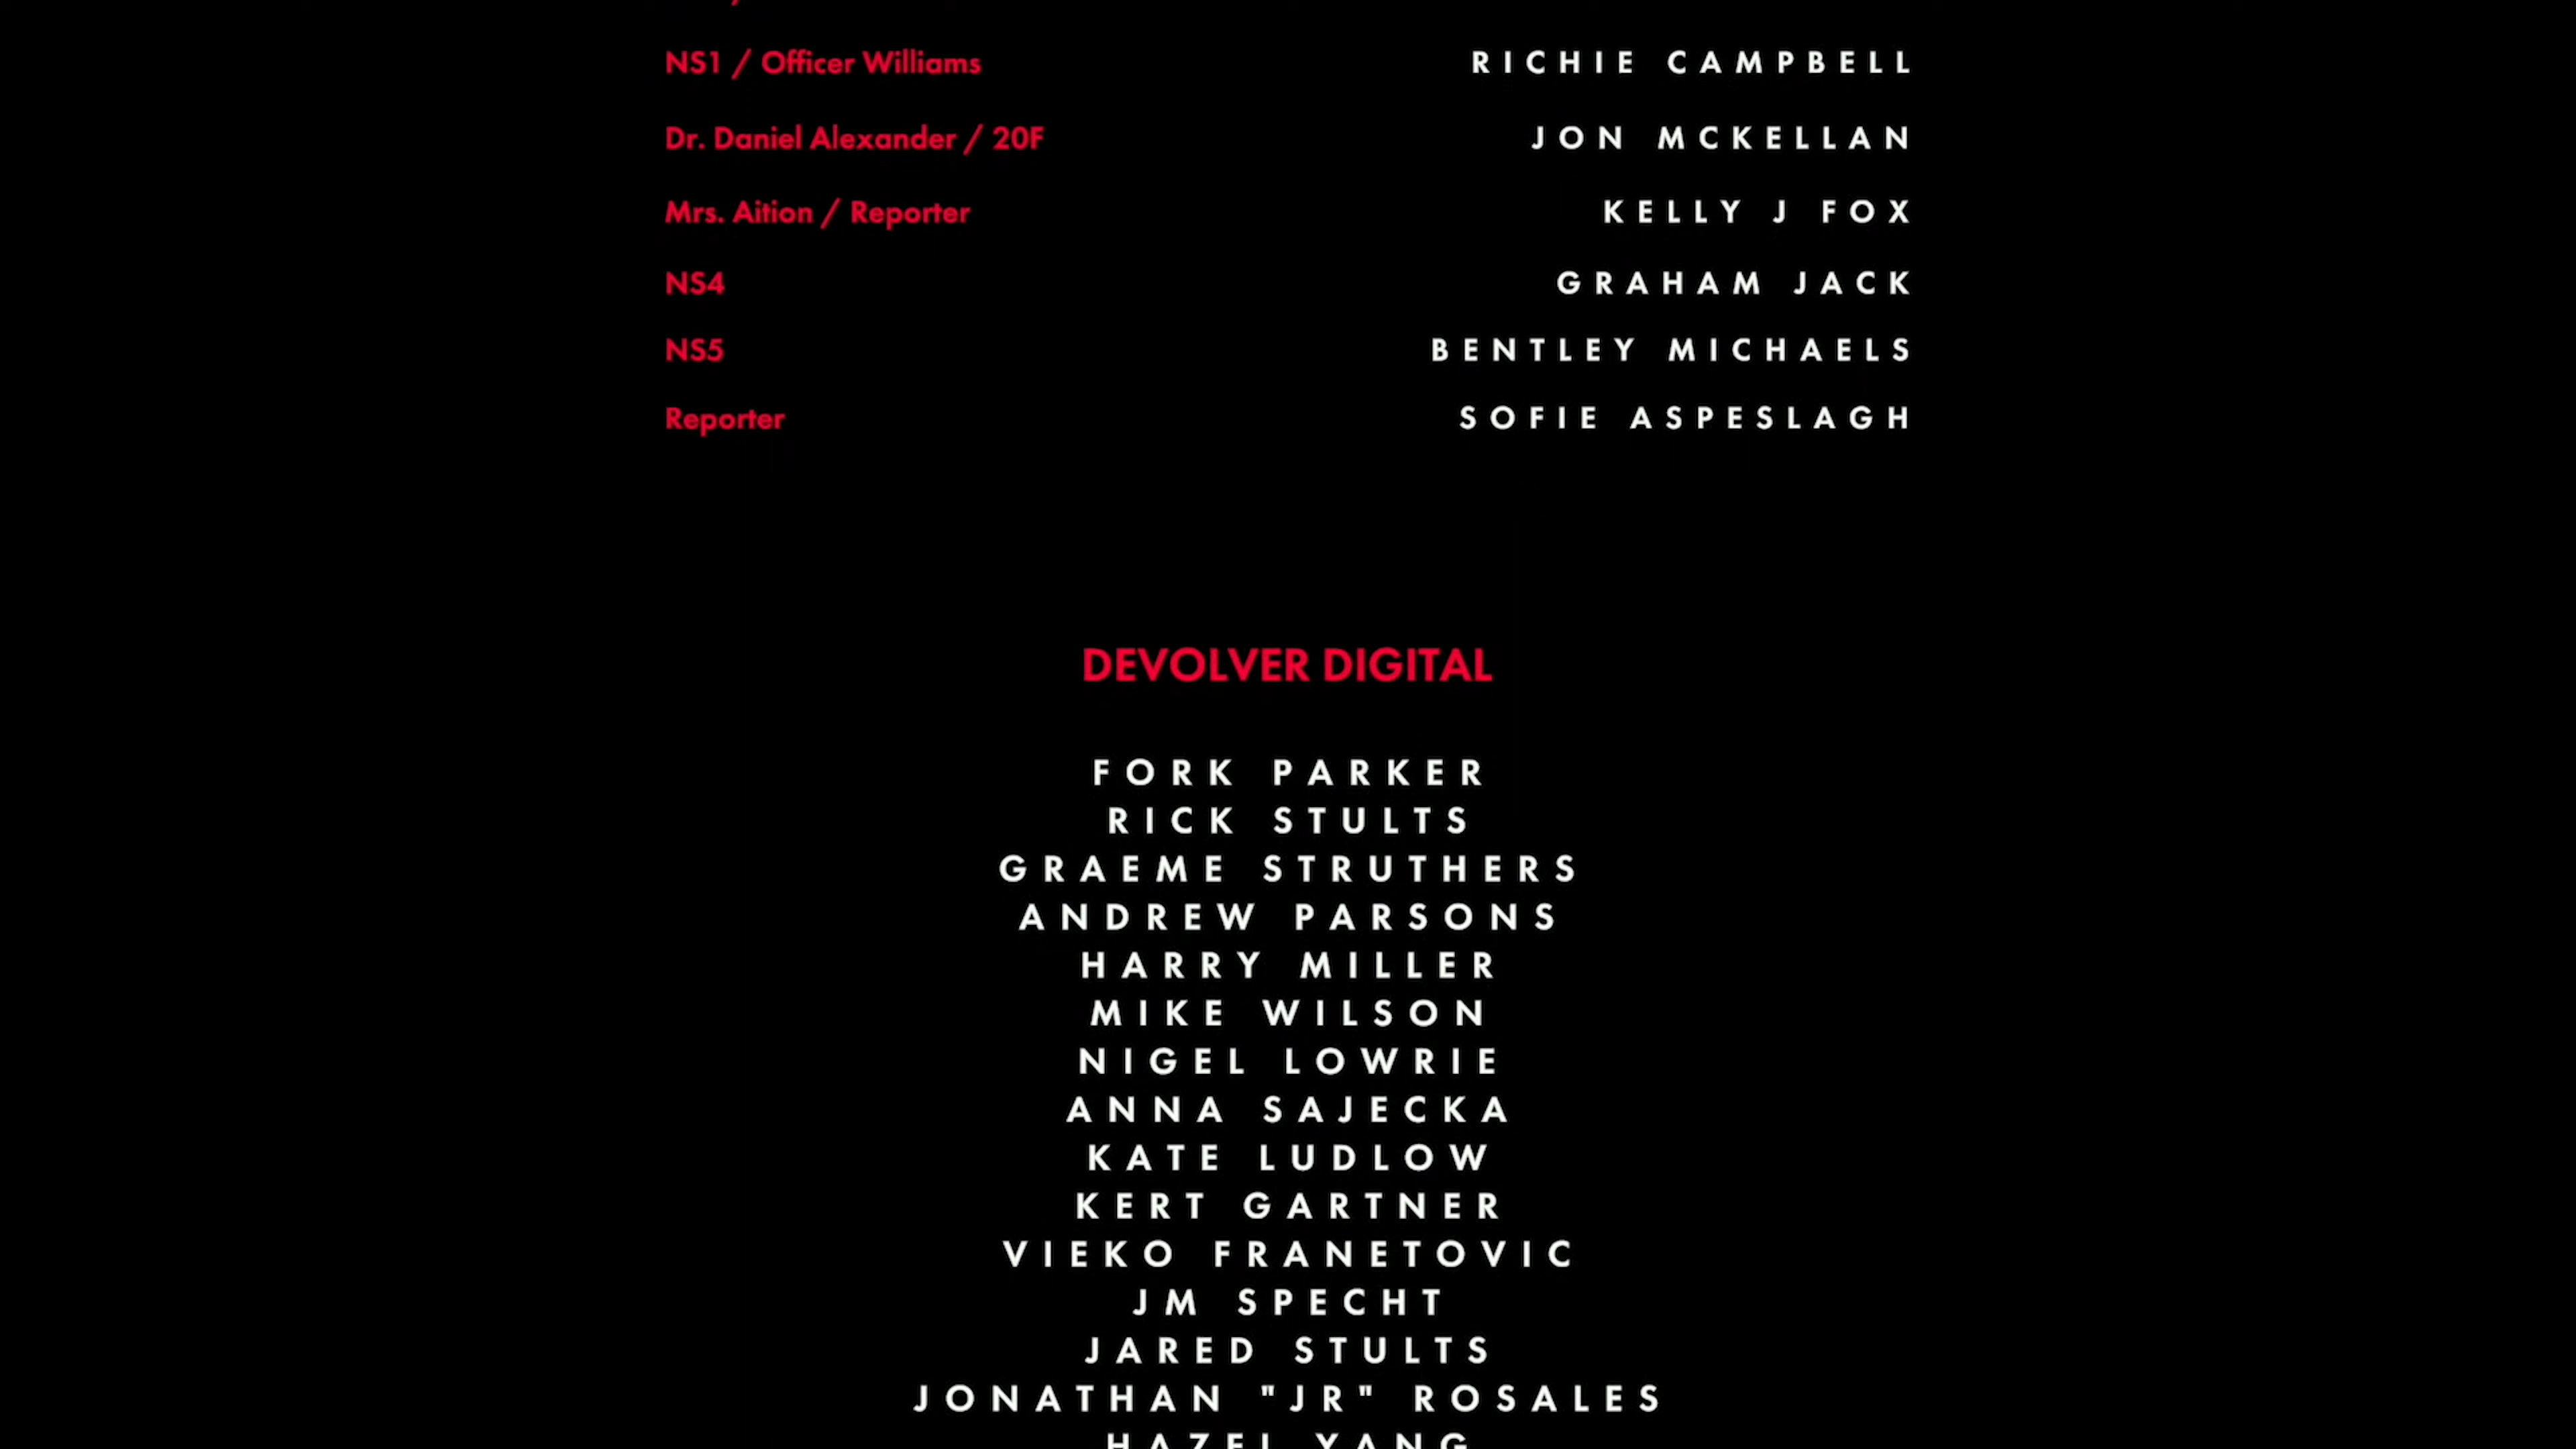 NS1 / Officer Williams RICHIE CAMPBELL
Dr. Daniel Alexander / 20F JON MCKELLAN
Mrs. Aition / Reporter KELLY J FOX
NS4 GRAHAM JACK
NS5 BENTLEY MICHAELS
Reporter SOFIE ASPESLAGH
DEVOLVER DIGITAL
FORK PARKER
RICK STULTS
GRAEME STRUTHERS
ANDREW PARSONS
HARRY MILLER
MIKE WILSON
NIGEL LOWRIE
ANNA SAJECKA
KATE LUDLOW
KERT GARTNER
VIEKO FRANETOVIC
JM SPECHT
JARED STULTS
JONATHAN "JR" ROSALES
HAZEL YANG